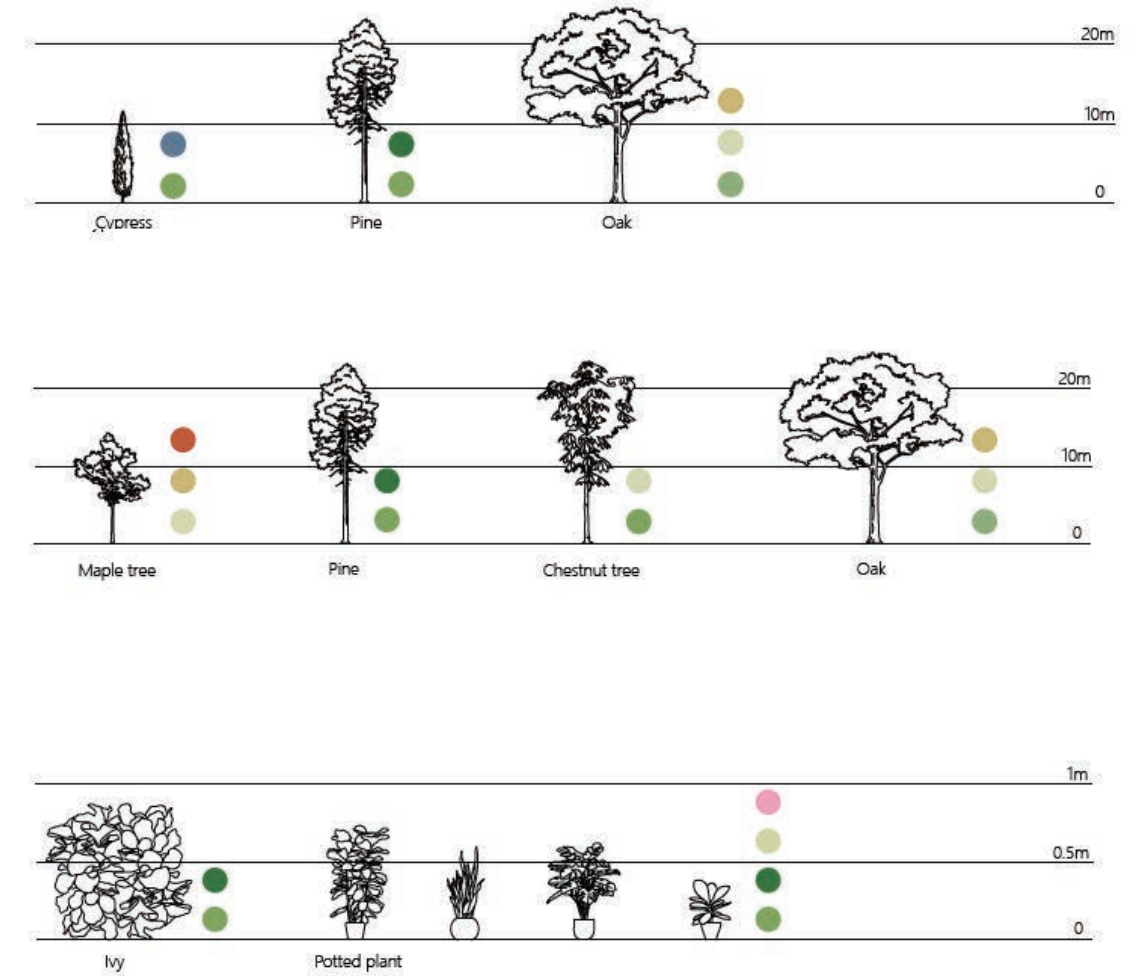 20m
10m
0
Cypress
Pine
Oak
20m
10m
0
Maple tree
Pine
Chestnut tree
Oak
1m
0.5m
0
Ivy
Potted plant